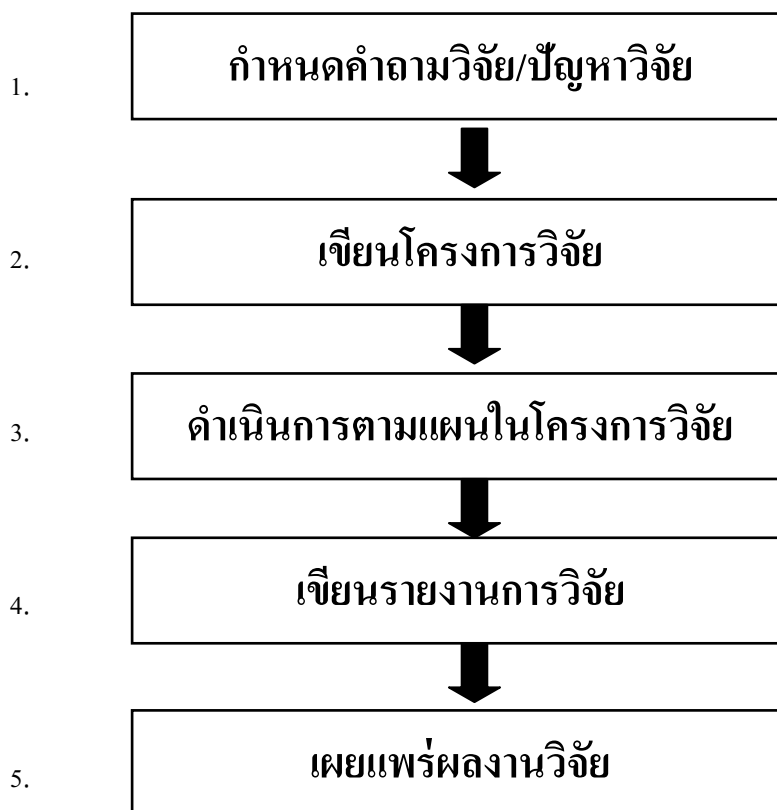 1. กำหนดคำถามวิจัย/ปัญหาวิจัย
2. เขียนโครงการวิจัย
3. ดำเนินการตามแผนในโครงการวิจัย
4. เขียนรายงานการวิจัย
5. เผยแพร่ผลงานวิจัย